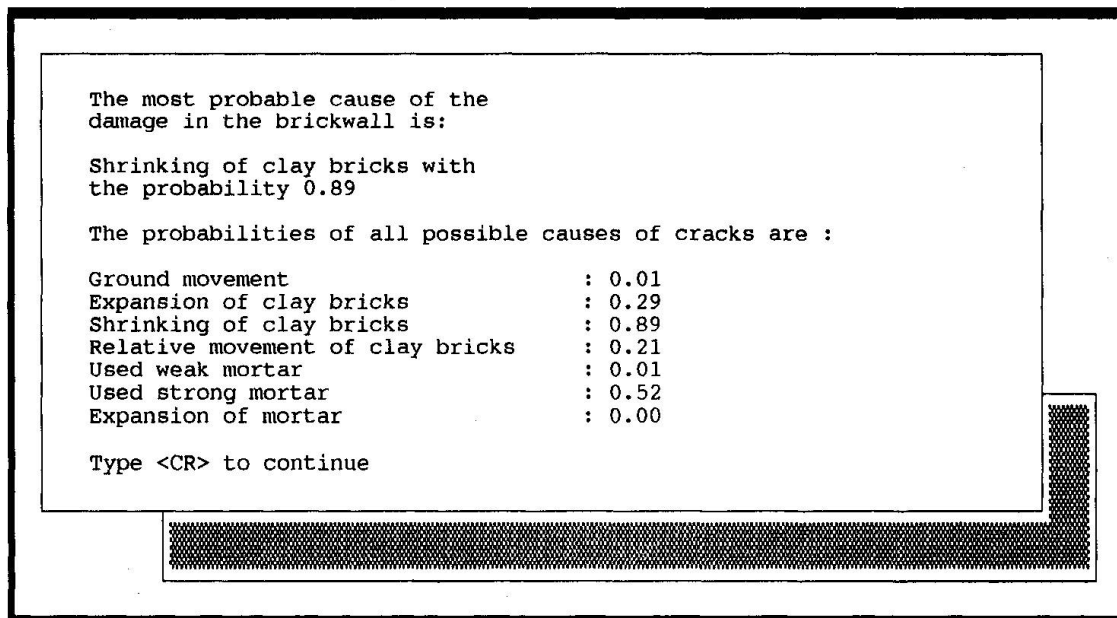 The most probable cause of the
damage in the brickwall is:
Shrinking of clay bricks with
the probability 0.89
The probabilities of all possible causes of cracks are :
Ground movement : 0.01
Expansion of clay bricks : 0.29
Shrinking of clay bricks : 0.89
Relative movement of clay bricks : 0.21
Used weak mortar : 0.01
Used strong mortar : 0.52
Expansion of mortar : 0.00
Type <CR> to continue